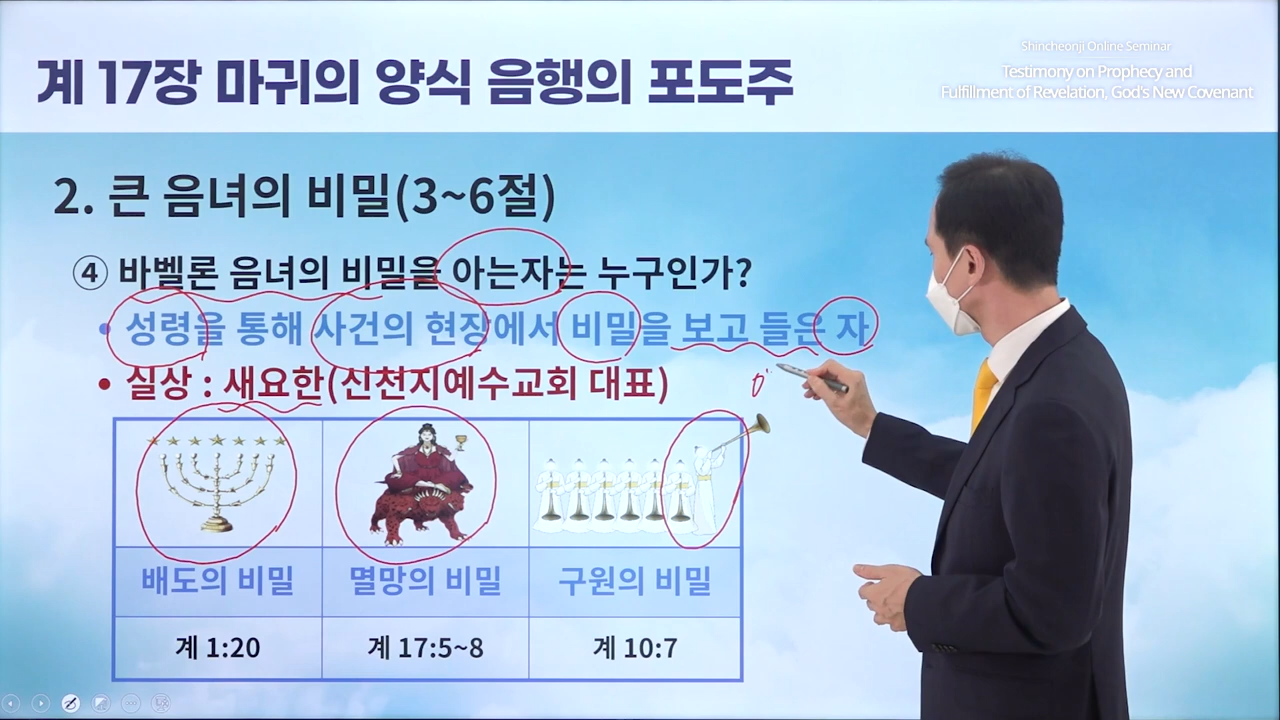 Shincheonji Online Seminar
Testimony on Prophecy and
Fulfillment of Revelation, God's New Covenant
계 17장 마귀의 양식 음행의 포도주
2. 큰 음녀의 비밀(3~6절)
④ 바벨론 음녀의 비밀을 아는자는 누구인가?
• 성령을 통해 사건의 현장에서 비밀을 보고 들은 자
• 실상 : 새요한(신천지예수교회 대표)
배도의 비밀 멸망의 비밀 구원의 비밀
계 1:20 계 17:5~8 계 10:7